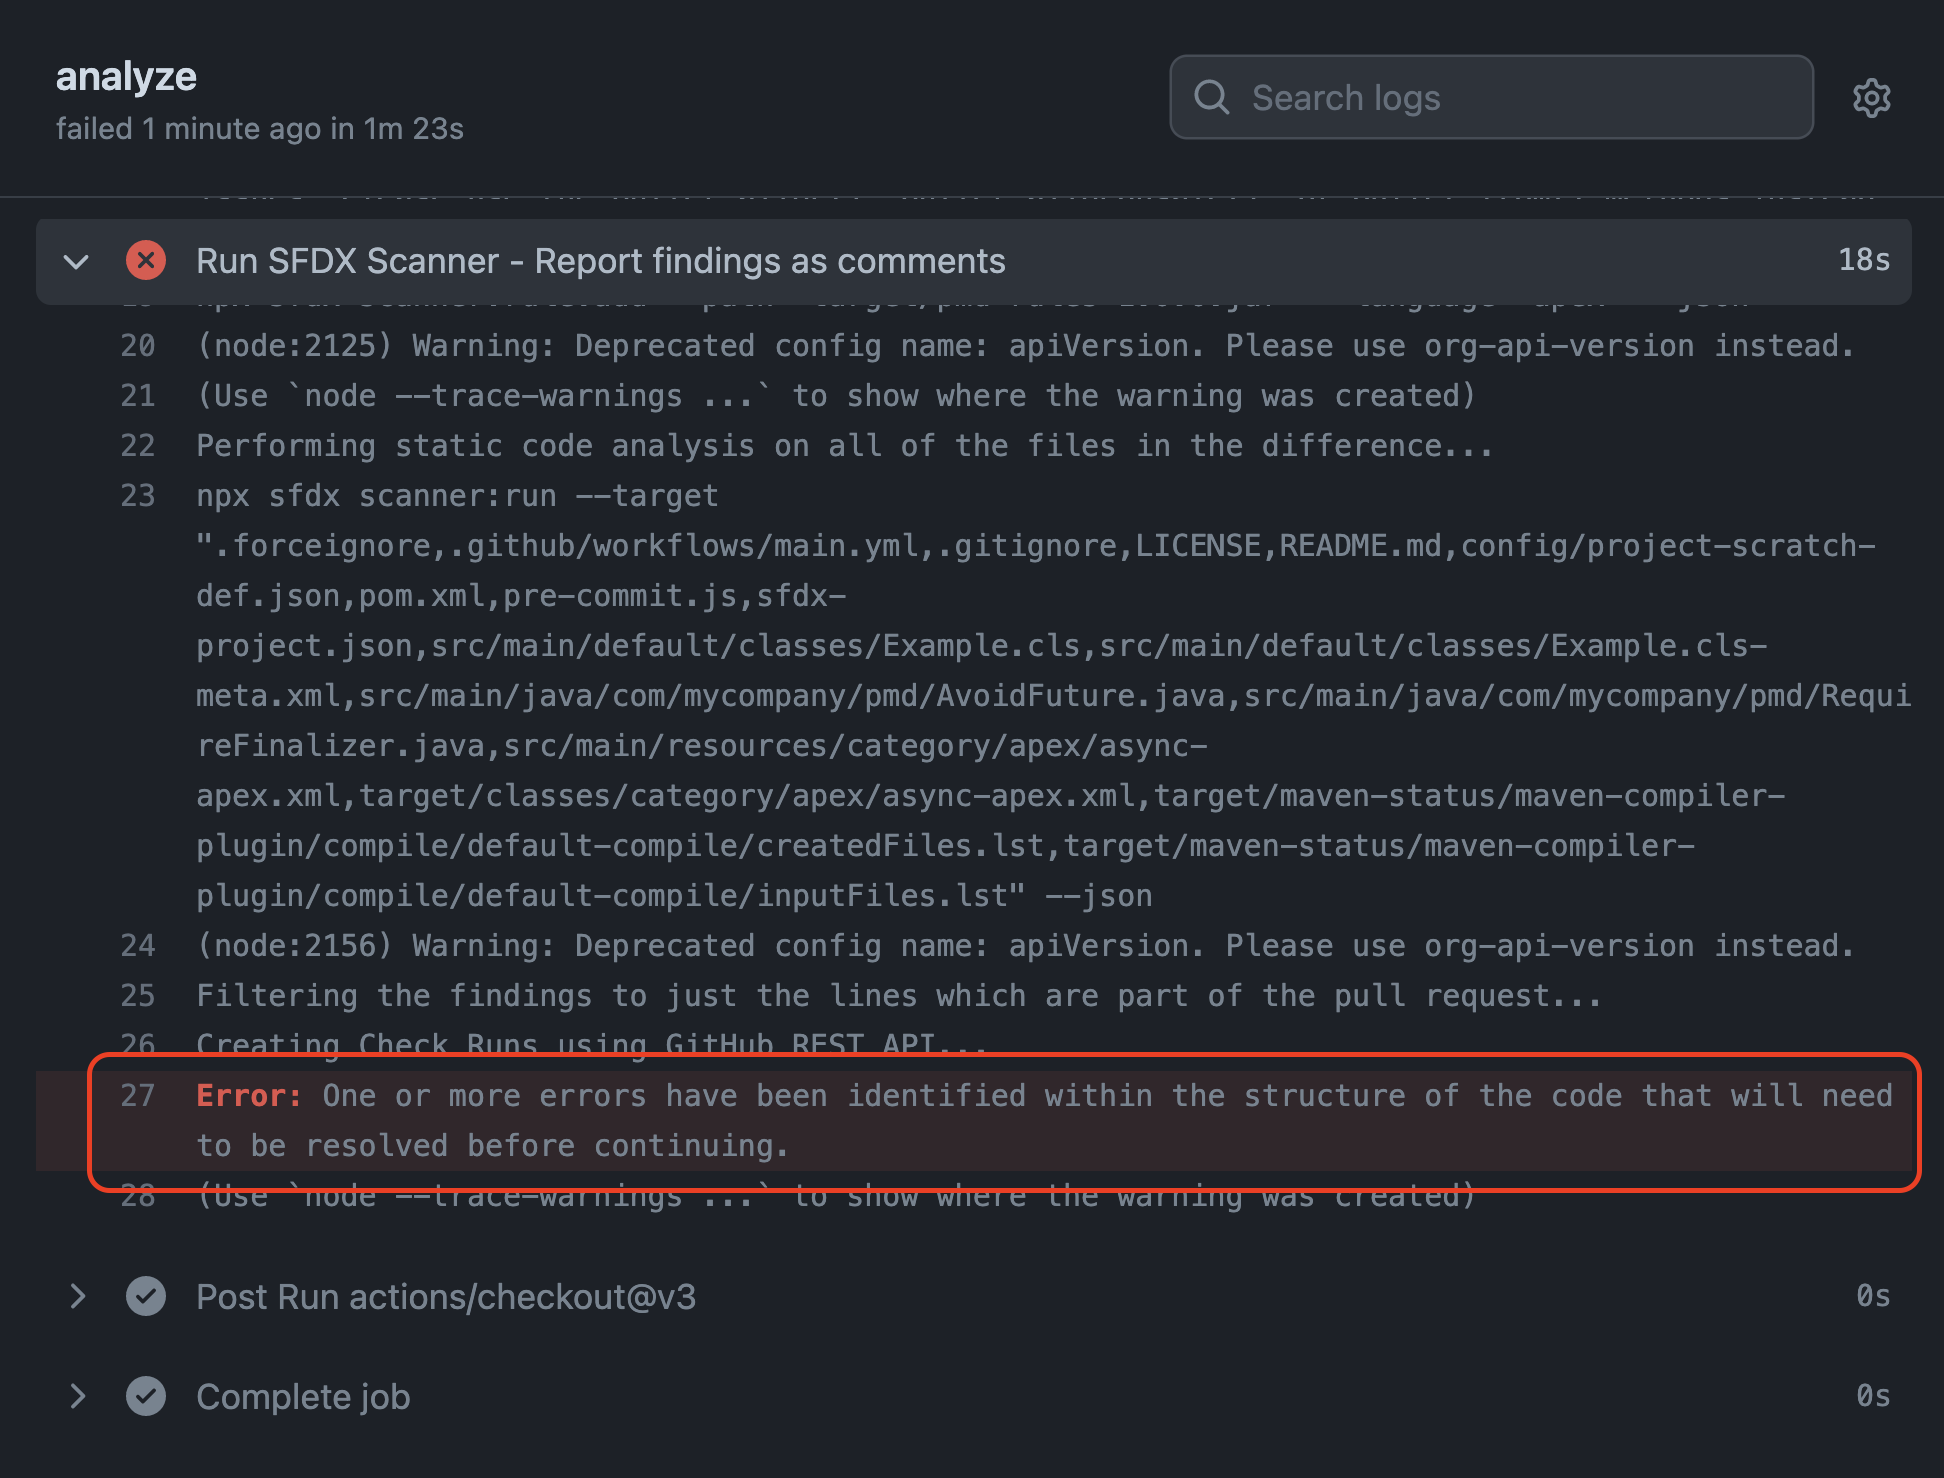 analyze
failed 1 minute ago in 1m 23s
Search logs
Run SFDX Scanner - Report findings as comments
18s
20 (node:2125) Warning: Deprecated config name: apiVersion. Please use org-api-version instead.
21 (Use `node --trace-warnings ...` to show where the warning was created)
22 Performing static code analysis on all of the files in the difference...
23 npx sfdx scanner:run --target
".forceignore,.github/workflows/main.yml,.gitignore,LICENSE,README.md,config/project-scratch-
def.json,pom.xml,pre-commit.js,sfdx-
project.json,src/main/default/classes/Example.cls,src/main/default/classes/Example.cls-
meta.xml,src/main/java/com/mycompany/pmd/AvoidFuture.java,src/main/java/com/mycompany/pmd/Requi
reFinalizer.java,src/main/resources/category/apex/async-
apex.xml,target/classes/category/apex/async-apex.xml,target/maven-status/maven-compiler-
plugin/compile/default-compile/createdFiles.lst,target/maven-status/maven-compiler-
plugin/compile/default-compile/inputFiles.lst" --json
24 (node:2156) Warning: Deprecated config name: apiVersion. Please use org-api-version instead.
25 Filtering the findings to just the lines which are part of the pull request...
26 Creating Check Runs using GitHub REST API...
27 Error: One or more errors have been identified within the structure of the code that will need
to be resolved before continuing.
28 (Use `node --trace-warnings ...` to show where the warning was created)
Post Run actions/checkout@v3
0s
Complete job
0s